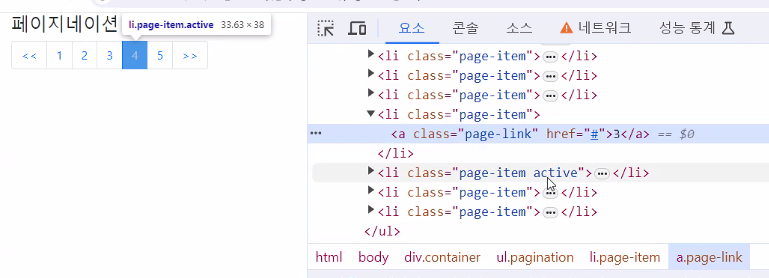 페이지네이션
li.page-item.active 33.63 × 38
<< 1 2 3 4 5 >>
요소 콘솔 소스 네트워크 성능 통계
<li class="page-item"> ⋯ </li>
<li class="page-item"> ⋯ </li>
<li class="page-item"> ⋯ </li>
<li class="page-item">
<a class="page-link" href="#">3</a> == $0
</li>
<li class="page-item active"> ⋯ </li>
<li class="page-item"> ⋯ </li>
<li class="page-item"> ⋯ </li>
</ul>
html body div.container ul.pagination li.page-item a.page-link